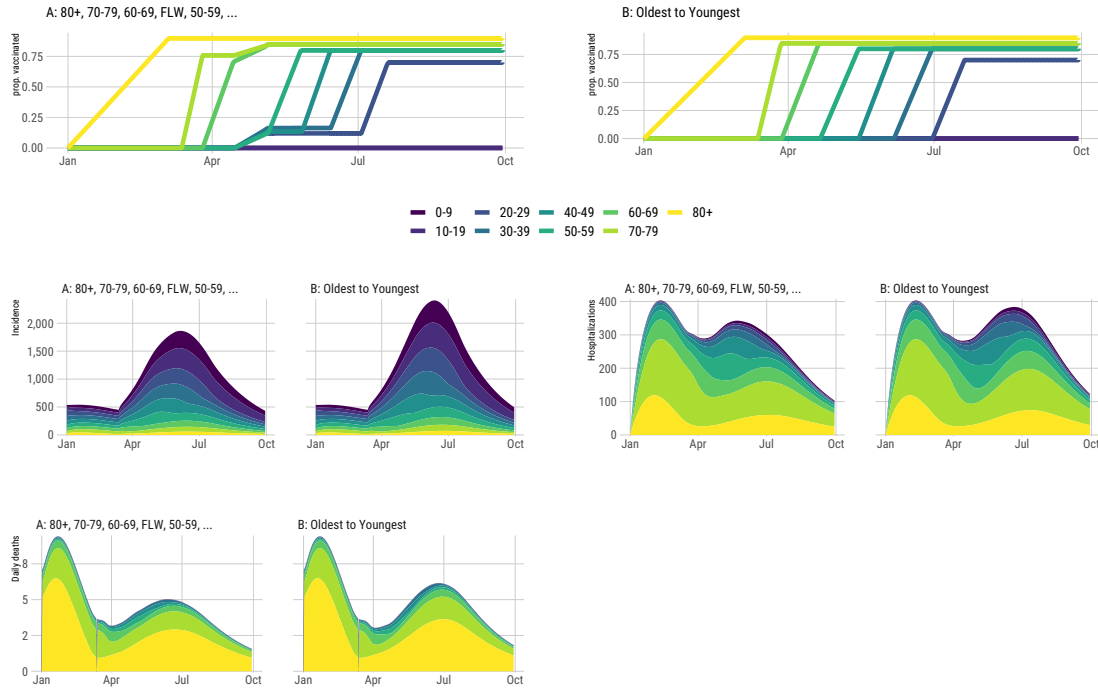 A: 80+, 70-79, 60-69, FLW, 50-59, ...
prop. vaccinated
0.75
0.50
0.25
0.00
Jan
Apr
Jul
Oct
B: Oldest to Youngest
prop. vaccinated
0.75
0.50
0.25
0.00
Jan
Apr
Jul
Oct
0-9
20-29
40-49
60-69
80+
10-19
30-39
50-59
70-79
A: 80+, 70-79, 60-69, FLW, 50-59, ...
Incidence
2,000
1,500
1,000
500
0
Jan
Apr
Jul
Oct
B: Oldest to Youngest
Jan
Apr
Jul
Oct
A: 80+, 70-79, 60-69, FLW, 50-59, ...
Hospitalizations
400
300
200
100
0
Jan
Apr
Jul
Oct
B: Oldest to Youngest
Jan
Apr
Jul
Oct
A: 80+, 70-79, 60-69, FLW, 50-59, ...
Daily deaths
8
5
2
0
Jan
Apr
Jul
Oct
B: Oldest to Youngest
Jan
Apr
Jul
Oct